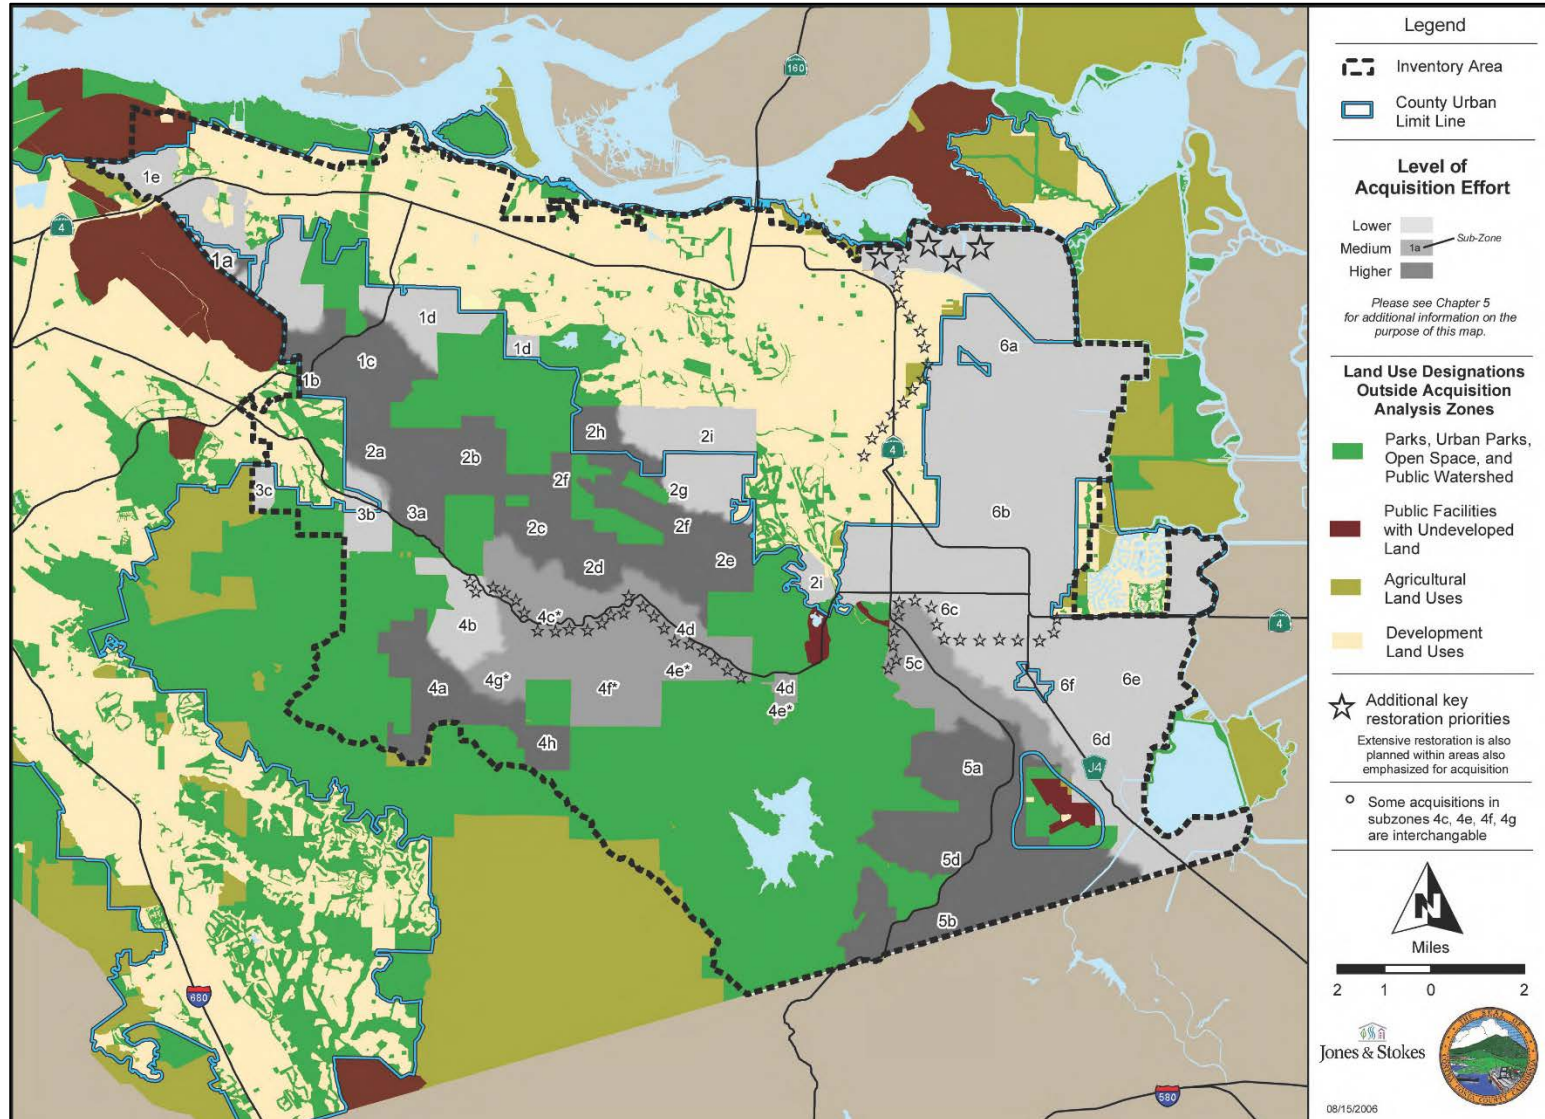 160
4
1e
1a
1d
1d
1c
1b
6a
2h
2i
4
2a
2b
2f
3c
2g
3b
3a
2c
2f
6b
2d
2e
2i
4c*
6c
4
4b
4d
5c
4g*
4f*
4e*
4a
4d
4e*
6f
6e
4h
6d
5a
J4
5d
5b
680
580
Legend
Inventory Area
County Urban
Limit Line
Level of
Acquisition Effort
Lower
Medium 1a Sub-Zone
Higher
Please see Chapter 5
for additional information on the
purpose of this map.
Land Use Designations
Outside Acquisition
Analysis Zones
Parks, Urban Parks,
Open Space, and
Public Watershed
Public Facilities
with Undeveloped
Land
Agricultural
Land Uses
Development
Land Uses
Additional key
restoration priorities
Extensive restoration is also
planned within areas also
emphasized for acquisition
Some acquisitions in
subzones 4c, 4e, 4f, 4g
are interchangable
N
Miles
2 1 0 2
Jones & Stokes
THE SEAL OF
CONTRA COSTA COUNTY CALIFORNIA
08/15/2006